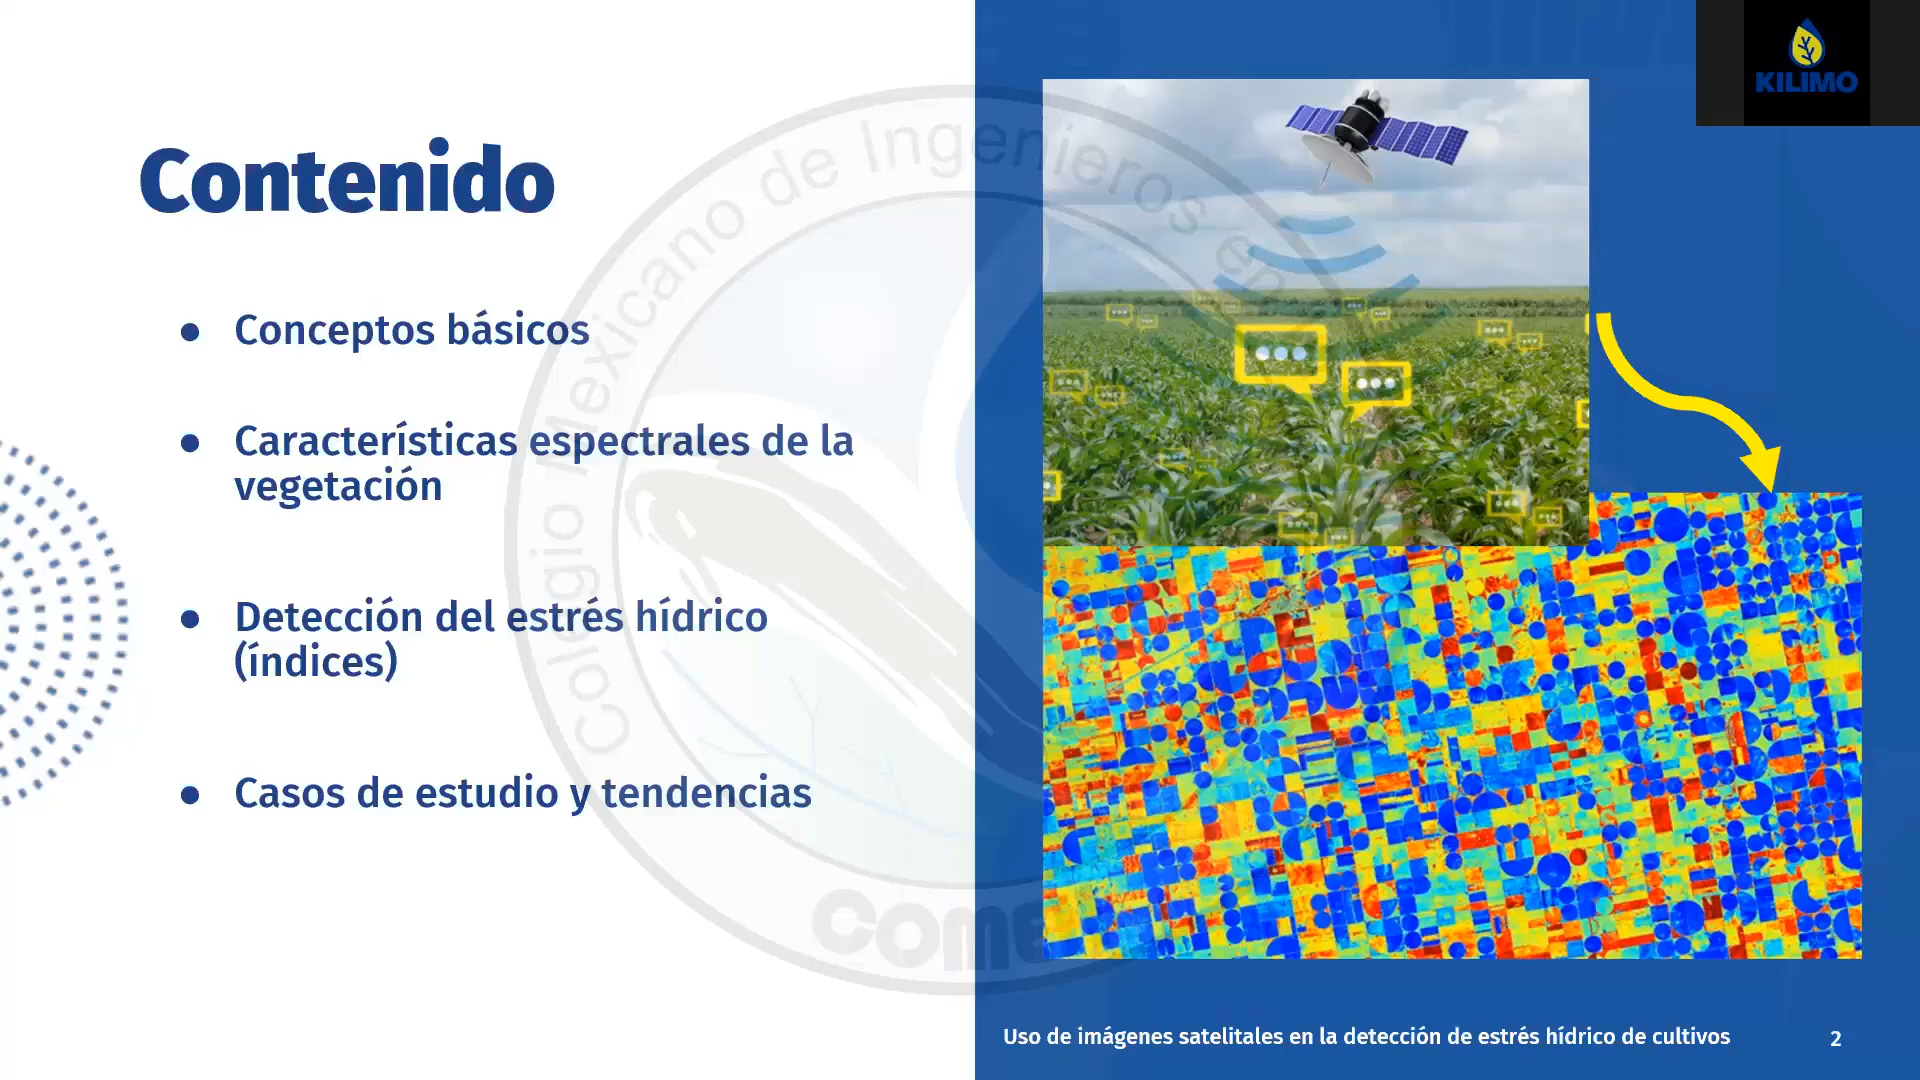 KILIMO
Contenido
Colegio Mexicano de Ingenieros en
● Conceptos básicos
● Características espectrales de la
vegetación
● Detección del estrés hídrico
(índices)
● Casos de estudio y tendencias
Uso de imágenes satelitales en la detección de estrés hídrico de cultivos
2